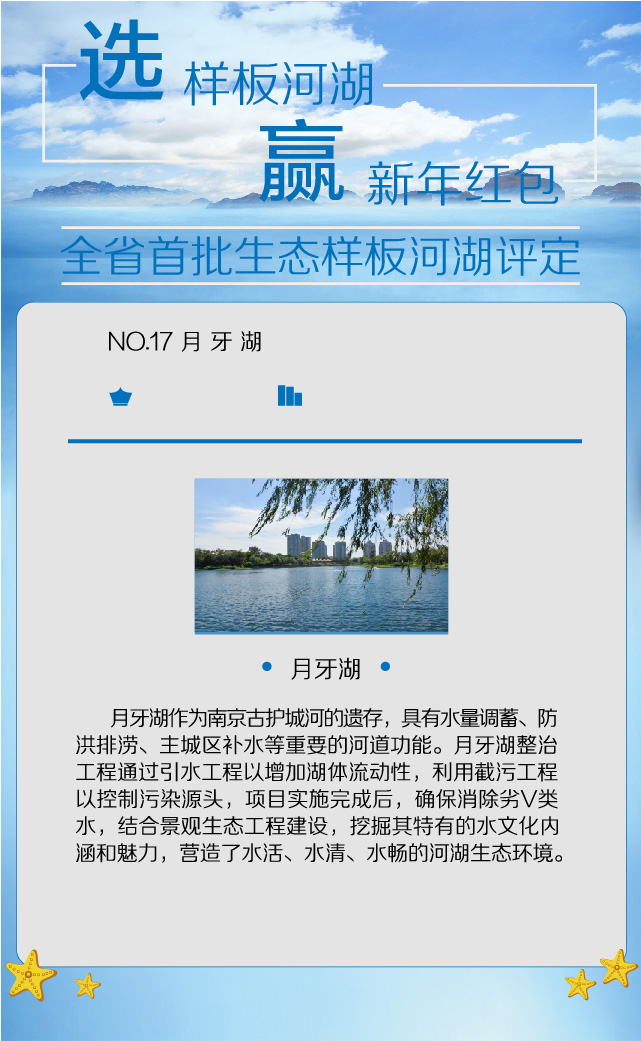 选 样板河湖
赢 新年红包
全省首批生态样板河湖评定
NO.17 月牙湖
月牙湖
月牙湖作为南京古护城河的遗存，具有水量调蓄、防
洪排涝、主城区补水等重要的河道功能。月牙湖整治
工程通过引水工程以增加湖体流动性，利用截污工程
以控制污染源头，项目实施完成后，确保消除劣V类
水，结合景观生态工程建设，挖掘其特有的水文化内
涵和魅力，营造了水活、水清、水畅的河湖生态环境。